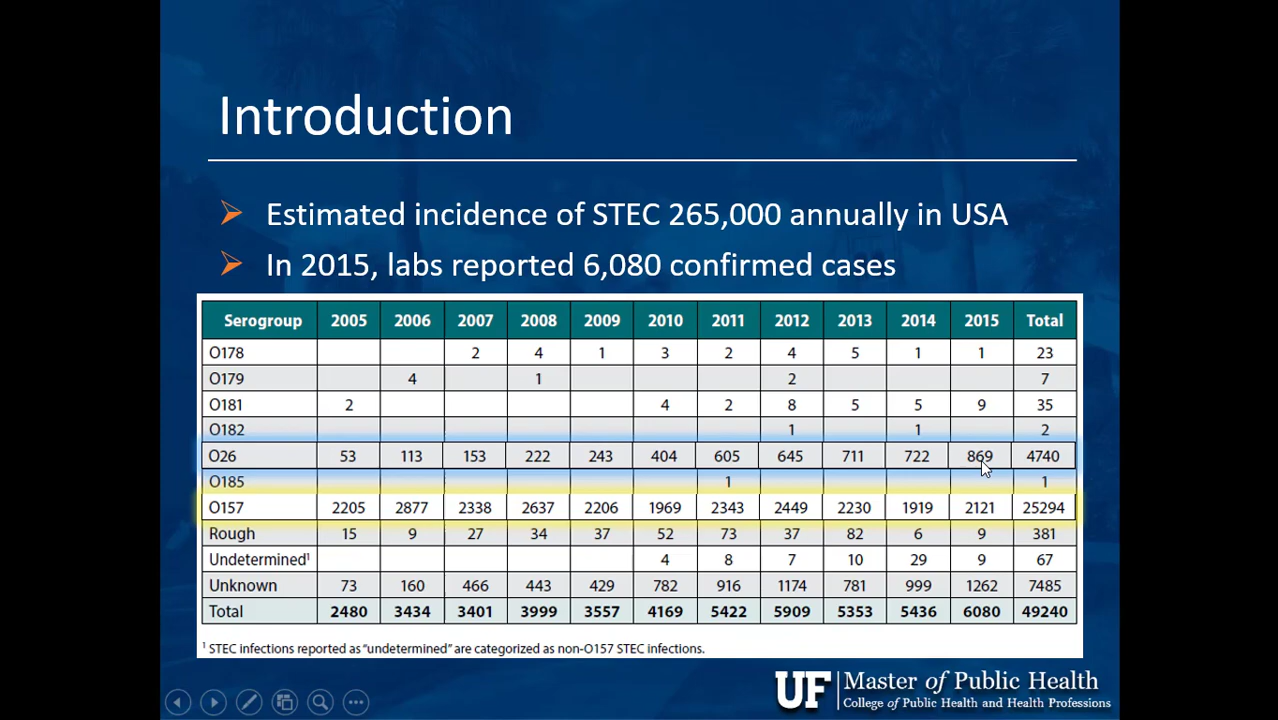 Introduction
Estimated incidence of STEC 265,000 annually in USA
In 2015, labs reported 6,080 confirmed cases
Serogroup 2005 2006 2007 2008 2009 2010 2011 2012 2013 2014 2015 Total
O178 2 4 1 3 2 4 5 1 1 23
O179 4 1 2 7
O181 2 4 2 8 5 5 9 35
O182 1 1 2
O26 53 113 153 222 243 404 605 645 711 722 869 4740
O185 1 1
O157 2205 2877 2338 2637 2206 1969 2343 2449 2230 1919 2121 25294
Rough 15 9 27 34 37 52 73 37 82 6 9 381
Undetermined¹ 4 8 7 10 29 9 67
Unknown 73 160 466 443 429 782 916 1174 781 999 1262 7485
Total 2480 3434 3401 3999 3557 4169 5422 5909 5353 5436 6080 49240
¹ STEC infections reported as “undetermined” are categorized as non-O157 STEC infections.
UF Master of Public Health
College of Public Health and Health Professions